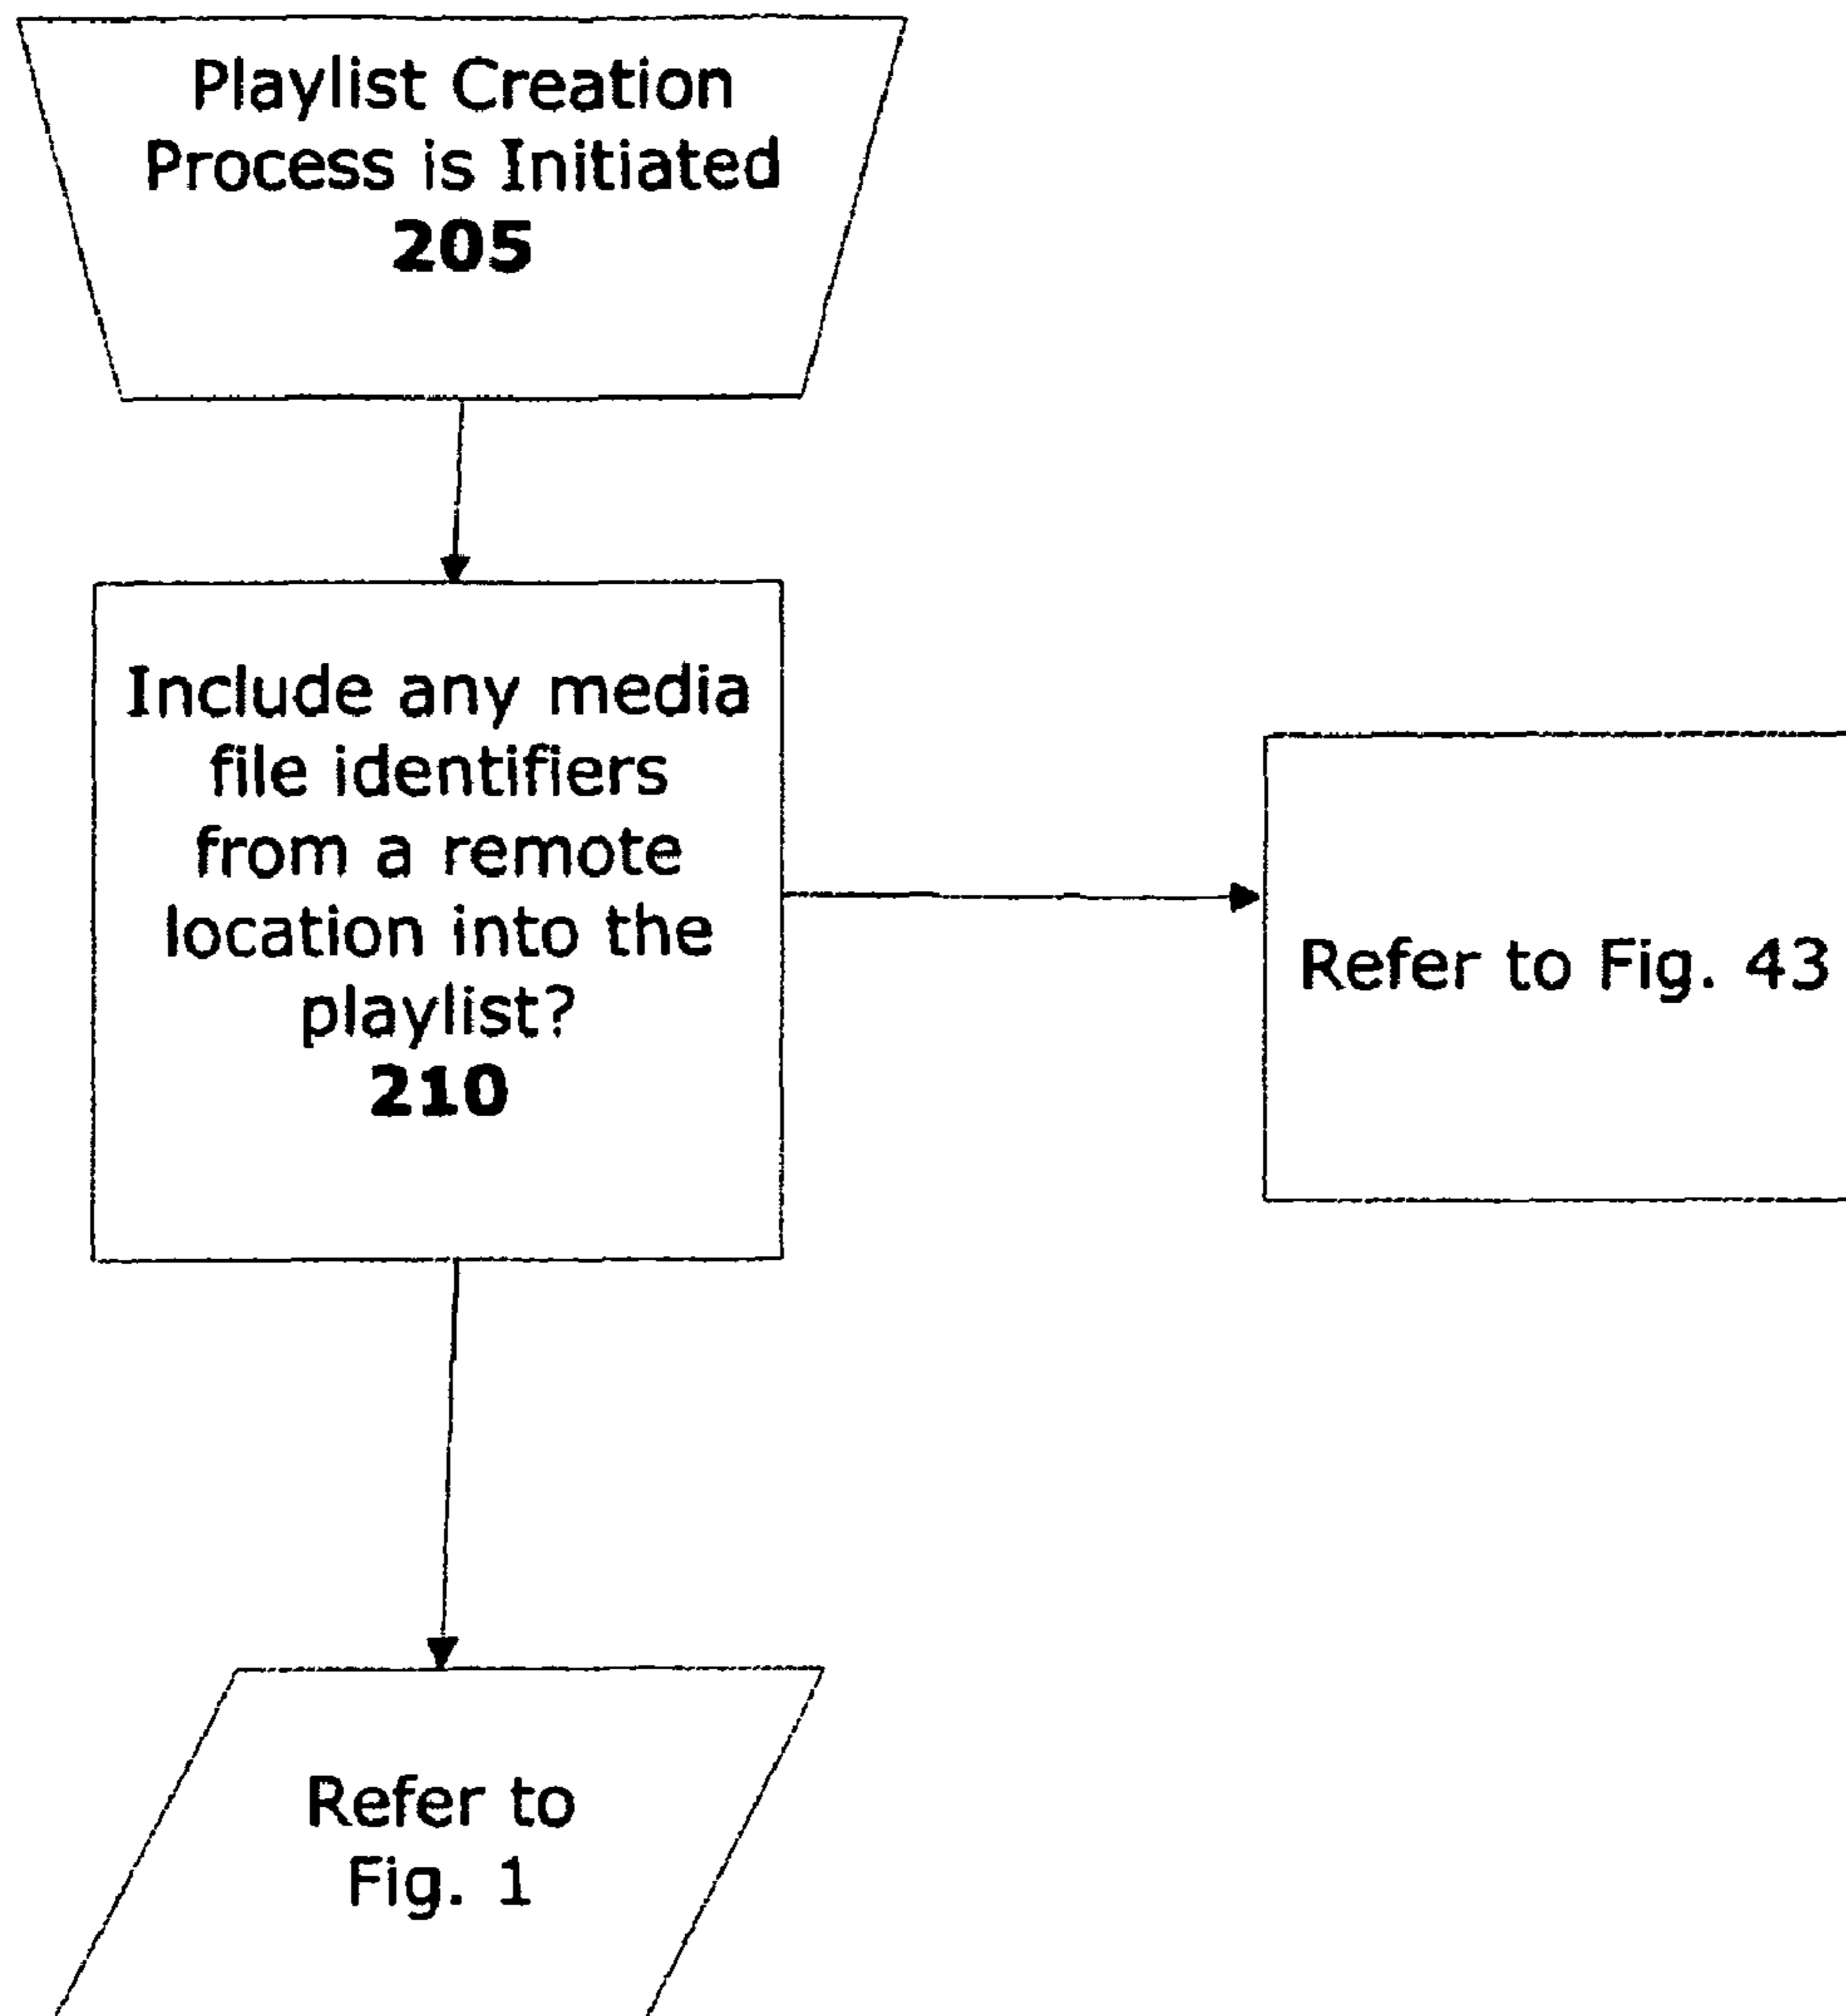 Playlist Creation
Process is Initiated
205
Include any media
file identifiers
from a remote
location into the
playlist?
210
Refer to Fig. 43
Refer to
Fig. 1